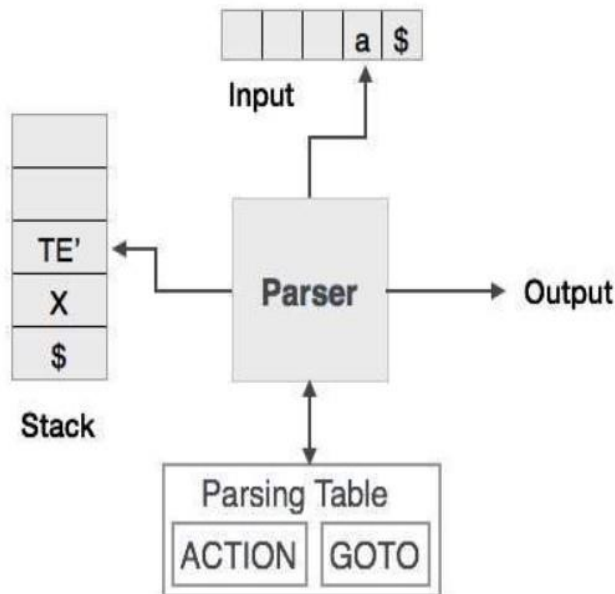 a $
Input
TE’
X
$
Stack
Parser
Output
Parsing Table
ACTION GOTO